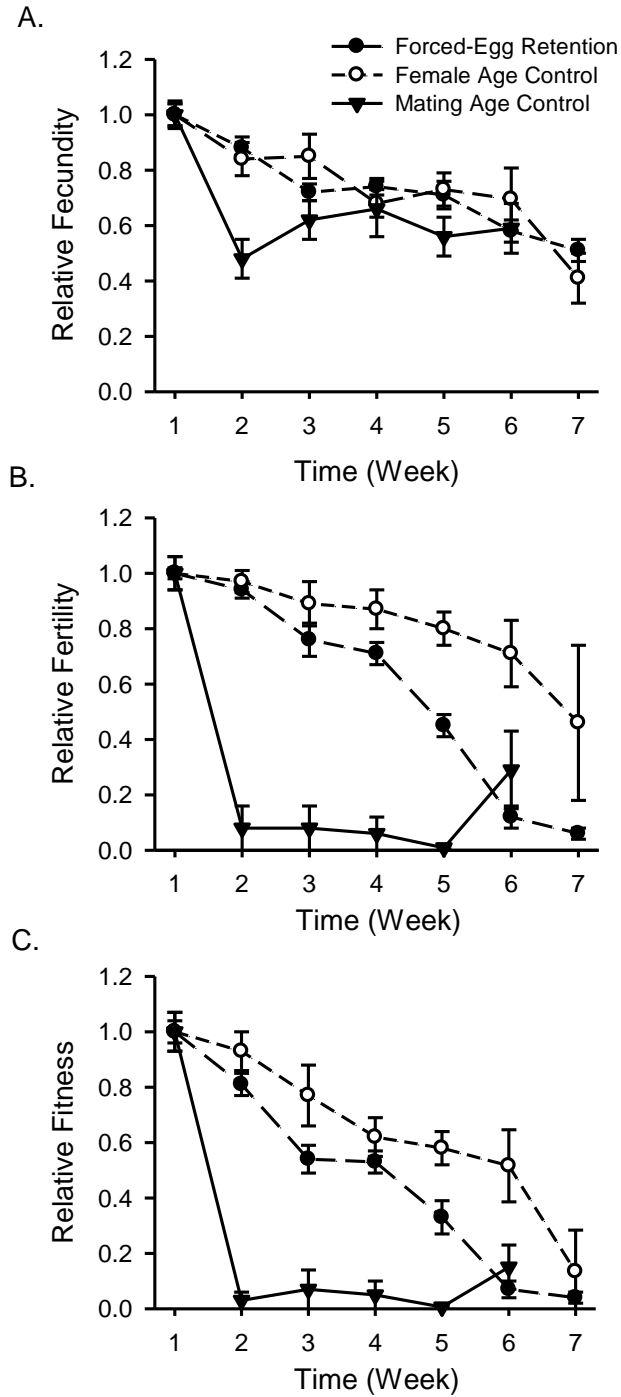 A.
Forced-Egg Retention
Female Age Control
Mating Age Control
Relative Fecundity
1.2
1.0
0.8
0.6
0.4
0.2
0.0
1 2 3 4 5 6 7
Time (Week)
B.
Relative Fertility
1.2
1.0
0.8
0.6
0.4
0.2
0.0
1 2 3 4 5 6 7
Time (Week)
C.
Relative Fitness
1.2
1.0
0.8
0.6
0.4
0.2
0.0
1 2 3 4 5 6 7
Time (Week)